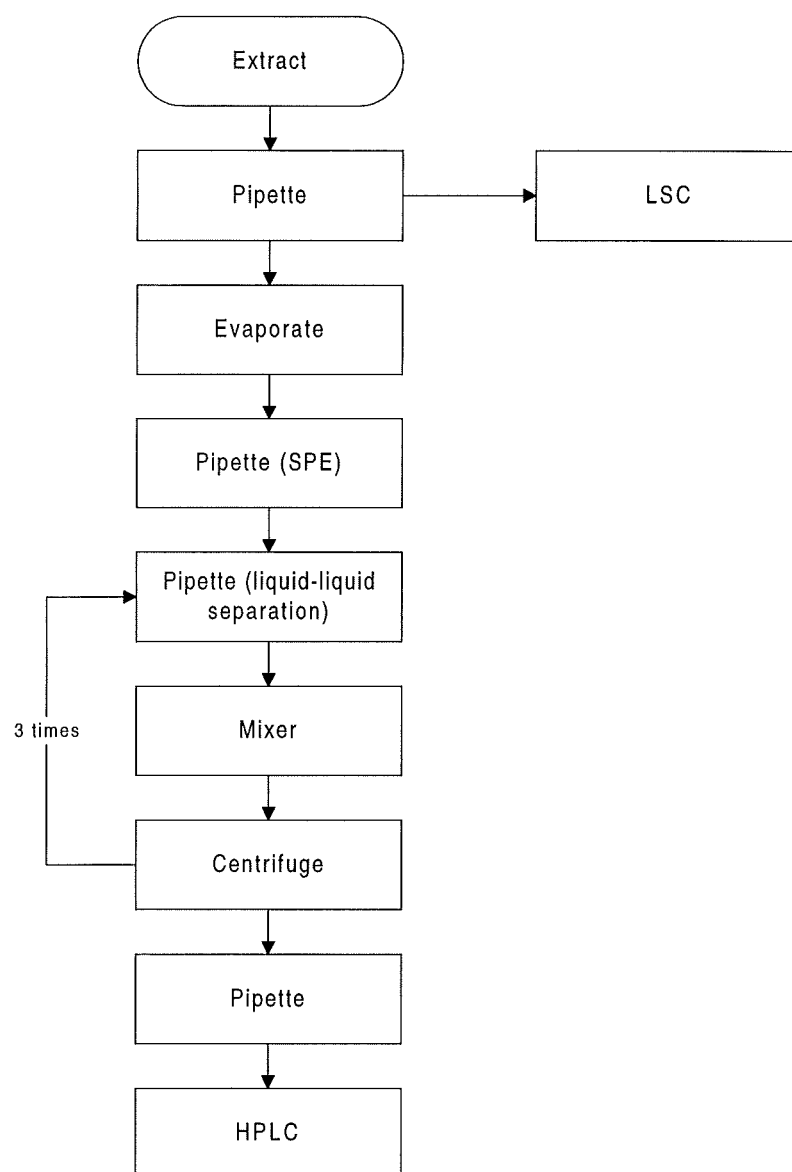 Extract
Pipette
LSC
Evaporate
Pipette (SPE)
Pipette (liquid-liquid
separation)
3 times
Mixer
Centrifuge
Pipette
HPLC